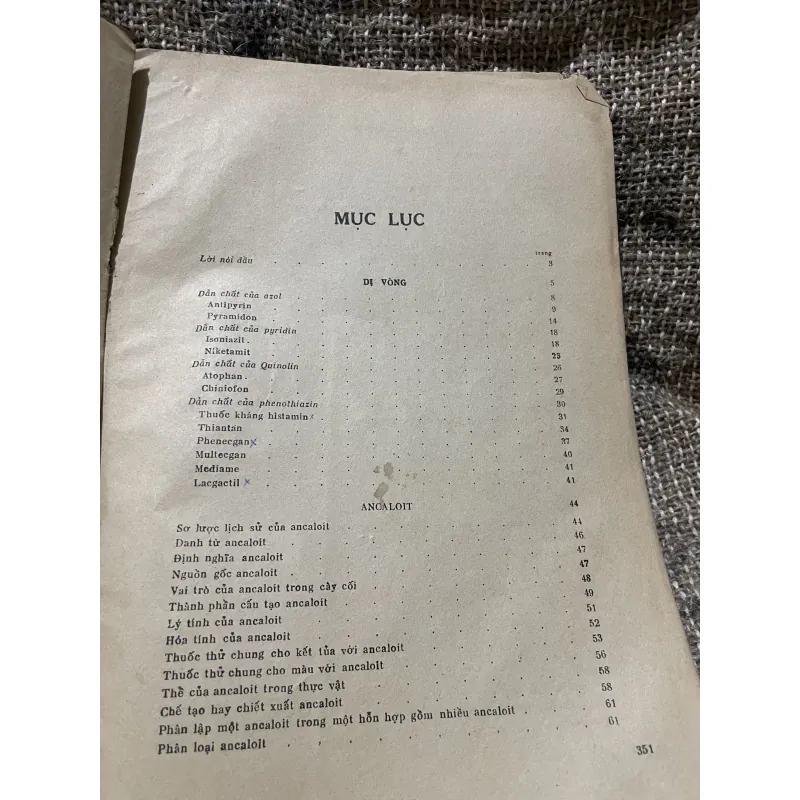 MỤC LỤC
trang
Lời nói đầu . . . . . . . . . . 3
DỊ VÒNG 5
Dẫn chất của azol . . . . . . . . . . 8
Antipyrin . . . . . . . . . . 9
Pyramidon . . . . . . . . . . 14
Dẫn chất của pyridin . . . . . . . . . . 18
Isoniazit . . . . . . . . . . 18
Niketamit . . . . . . . . . . 23
Dẫn chất của Quinolin . . . . . . . . . . 26
Atophan . . . . . . . . . . 27
Chiniofon . . . . . . . . . . 29
Dẫn chất của phenothiazin . . . . . . . . . . 30
Thuốc kháng histamin x . . . . . . . . . . 31
Thiantan . . . . . . . . . . 34
Phenecgan x . . . . . . . . . . 37
Multecgan . . . . . . . . . . 40
Mediame . . . . . . . . . . 41
Lacgactil x . . . . . . . . . . 41
ANCALOIT 44
Sơ lược lịch sử của ancaloit . . . . . . . . . . 44
Danh từ ancaloit . . . . . . . . . . 46
Định nghĩa ancaloit . . . . . . . . . . 47
Nguồn gốc ancaloit . . . . . . . . . . 47
Vai trò của ancaloit trong cây cối . . . . . . . . . . 48
Thành phần cấu tạo ancaloit . . . . . . . . . . 49
Lý tính của ancaloit . . . . . . . . . . 51
Hóa tính của ancaloit . . . . . . . . . . 52
Thuốc thử chung cho kết tủa với ancaloit . . . . . . . . . . 53
Thuốc thử chung cho màu với ancaloit . . . . . . . . . . 56
Thể của ancaloit trong thực vật . . . . . . . . . . 58
Chế tạo hay chiết xuất ancaloit . . . . . . . . . . 58
Phân lập một ancaloit trong một hỗn hợp gồm nhiều ancaloit . . . 61
Phân loại ancaloit . . . . . . . . . . 61
351